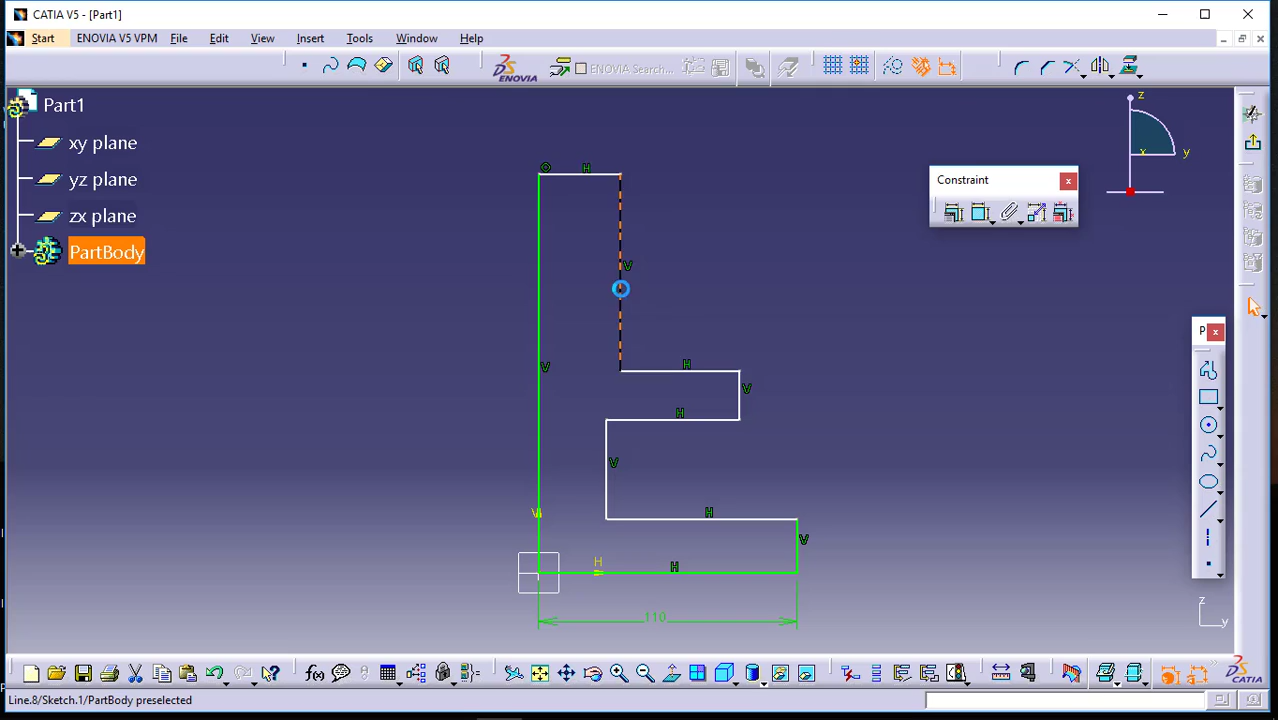 CATIA V5 - [Part1]
Start ENOVIA V5 VPM File Edit View Insert Tools Window Help
ENOVIA
ENOVIA Search...
Part1
xy plane
yz plane
zx plane
PartBody
z
x
y
Constraint
P
H
V
V
H
V
H
V
H
V
H
V
H
110
z
y
f(x)
CATIA
Line.8/Sketch.1/PartBody preselected